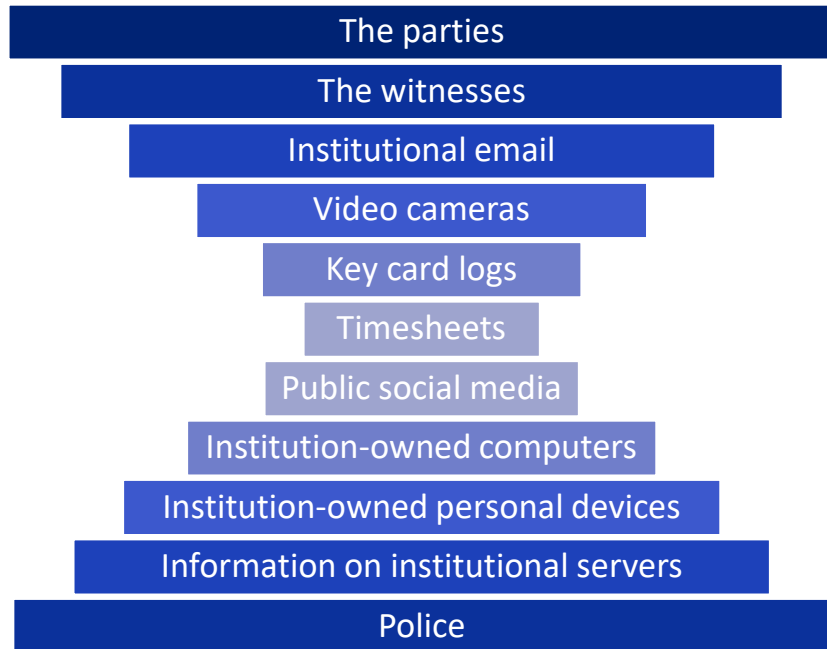 The parties
The witnesses
Institutional email
Video cameras
Key card logs
Timesheets
Public social media
Institution-owned computers
Institution-owned personal devices
Information on institutional servers
Police